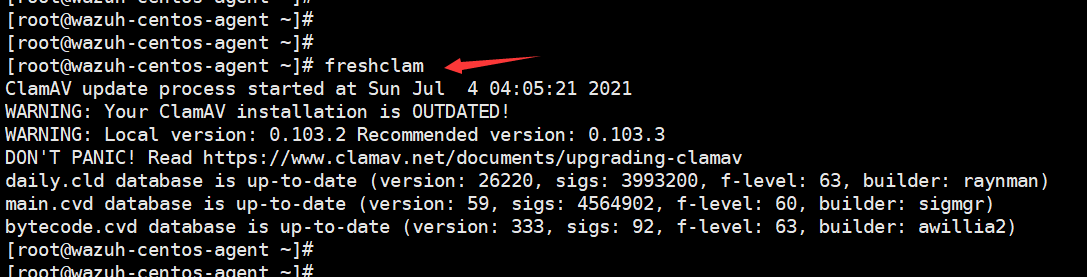 [root@wazuh-centos-agent ~]#
[root@wazuh-centos-agent ~]#
[root@wazuh-centos-agent ~]#
[root@wazuh-centos-agent ~]# freshclam
ClamAV update process started at Sun Jul  4 04:05:21 2021
WARNING: Your ClamAV installation is OUTDATED!
WARNING: Local version: 0.103.2 Recommended version: 0.103.3
DON'T PANIC! Read https://www.clamav.net/documents/upgrading-clamav
daily.cld database is up-to-date (version: 26220, sigs: 3993200, f-level: 63, builder: raynman)
main.cvd database is up-to-date (version: 59, sigs: 4564902, f-level: 60, builder: sigmgr)
bytecode.cvd database is up-to-date (version: 333, sigs: 92, f-level: 63, builder: awillia2)
[root@wazuh-centos-agent ~]#
[root@wazuh-centos-agent ~]#